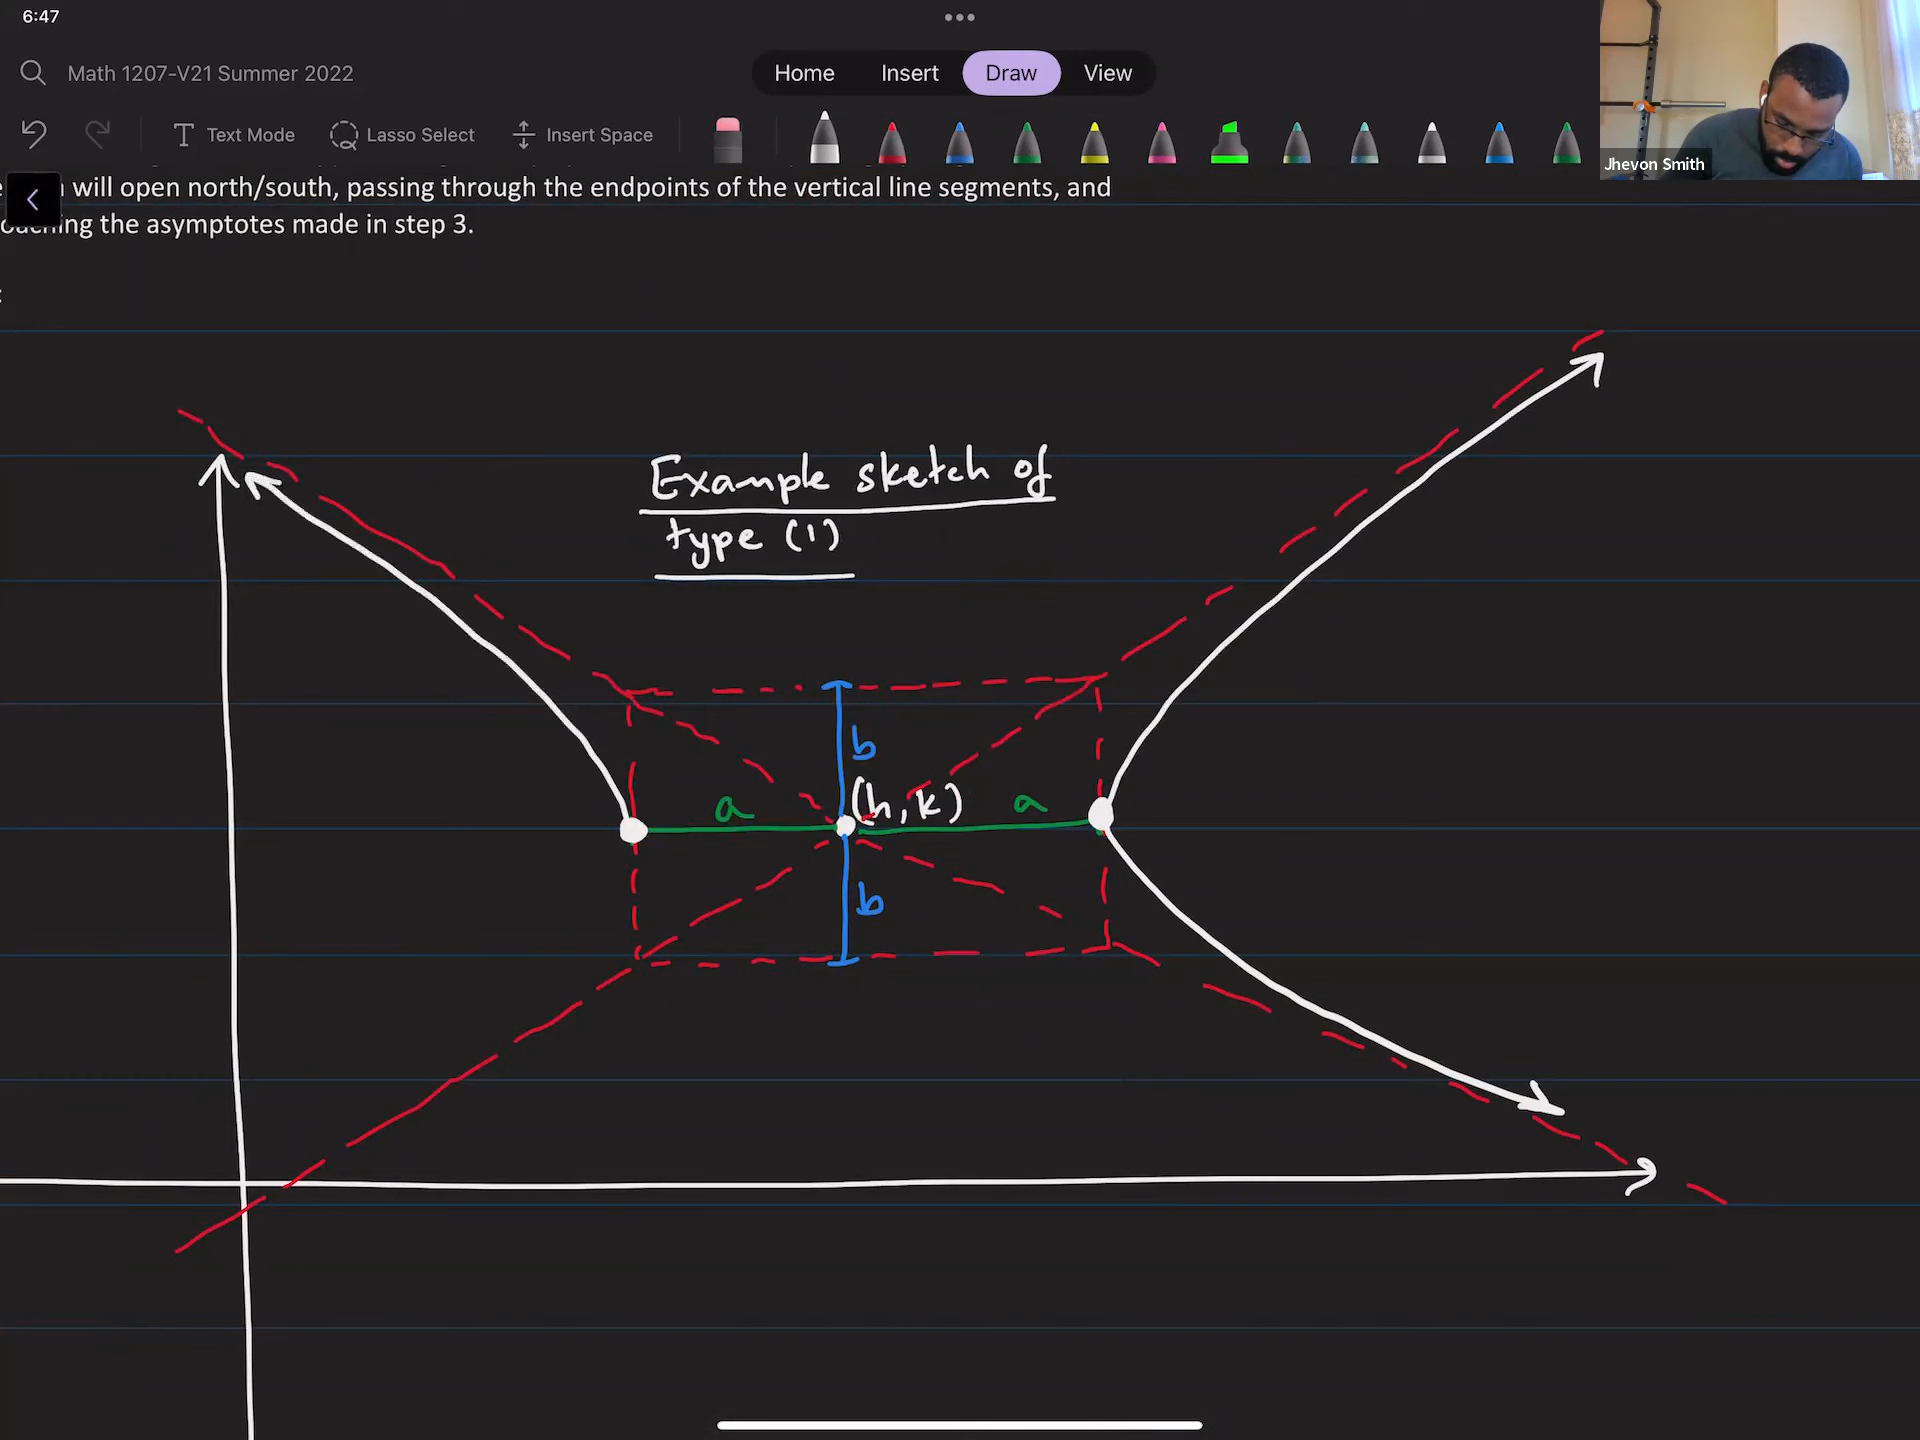 6:47
Math 1207-V21 Summer 2022
Home Insert Draw View
Text Mode Lasso Select Insert Space
Jhevon Smith
will open north/south, passing through the endpoints of the vertical line segments, and
the asymptotes made in step 3.
Example sketch of
type (1)
b
a (h,k) a
b